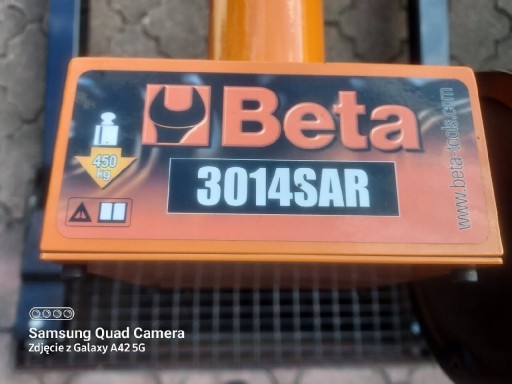 Beta
450
kg
3014SAR
www.beta-tools.com
Samsung Quad Camera
Zdjęcie z Galaxy A42 5G